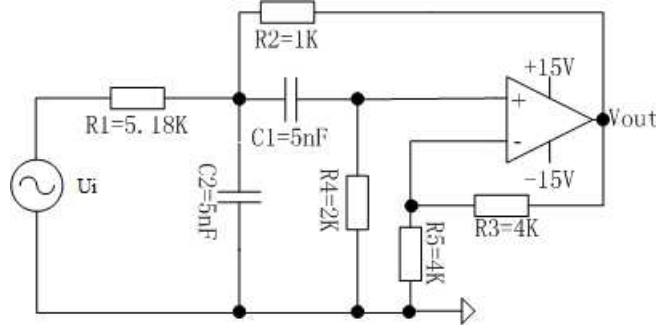 R2=1K
+15V
R1=5.18K
C1=5nF
+
Vout
-
-15V
Ui
C2=5nF
R4=2K
R3=4K
R5=4K